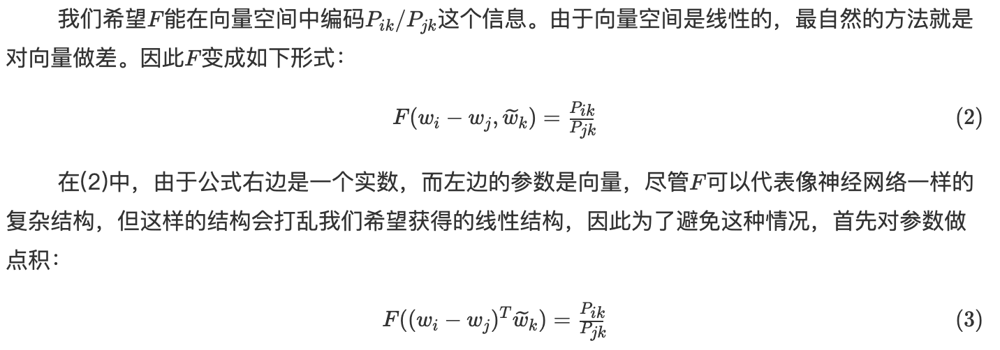 我们希望F能在向量空间中编码P_{ik}/P_{jk}这个信息。由于向量空间是线性的，最自然的方法就是
对向量做差。因此F变成如下形式：
F(w_i − w_j, w̃_k) = \frac{P_{ik}}{P_{jk}} (2)
在(2)中，由于公式右边是一个实数，而左边的参数是向量，尽管F可以代表像神经网络一样的
复杂结构，但这样的结构会打乱我们希望获得的线性结构，因此为了避免这种情况，首先对参数做
点积：
F((w_i − w_j)^T w̃_k) = \frac{P_{ik}}{P_{jk}} (3)